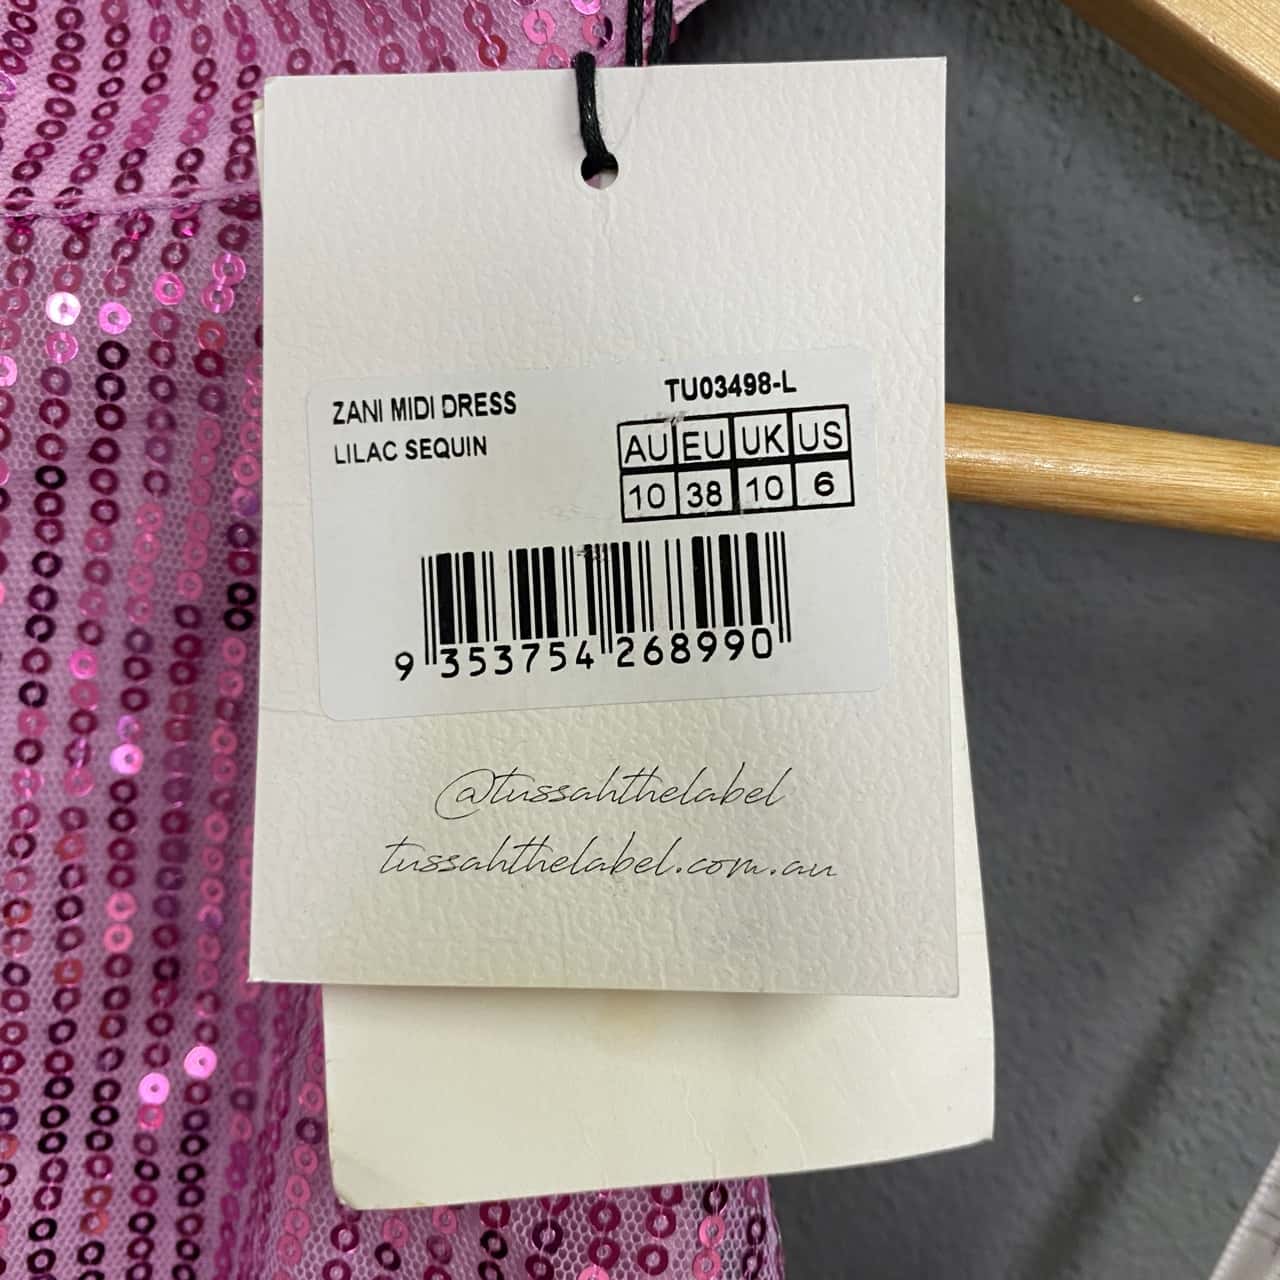 ZANI MIDI DRESS
LILAC SEQUIN
TU03498-L
AU EU UK US
10 38 10 6
9 353754 268990
@tussahthelabel
tussahthelabel.com.au